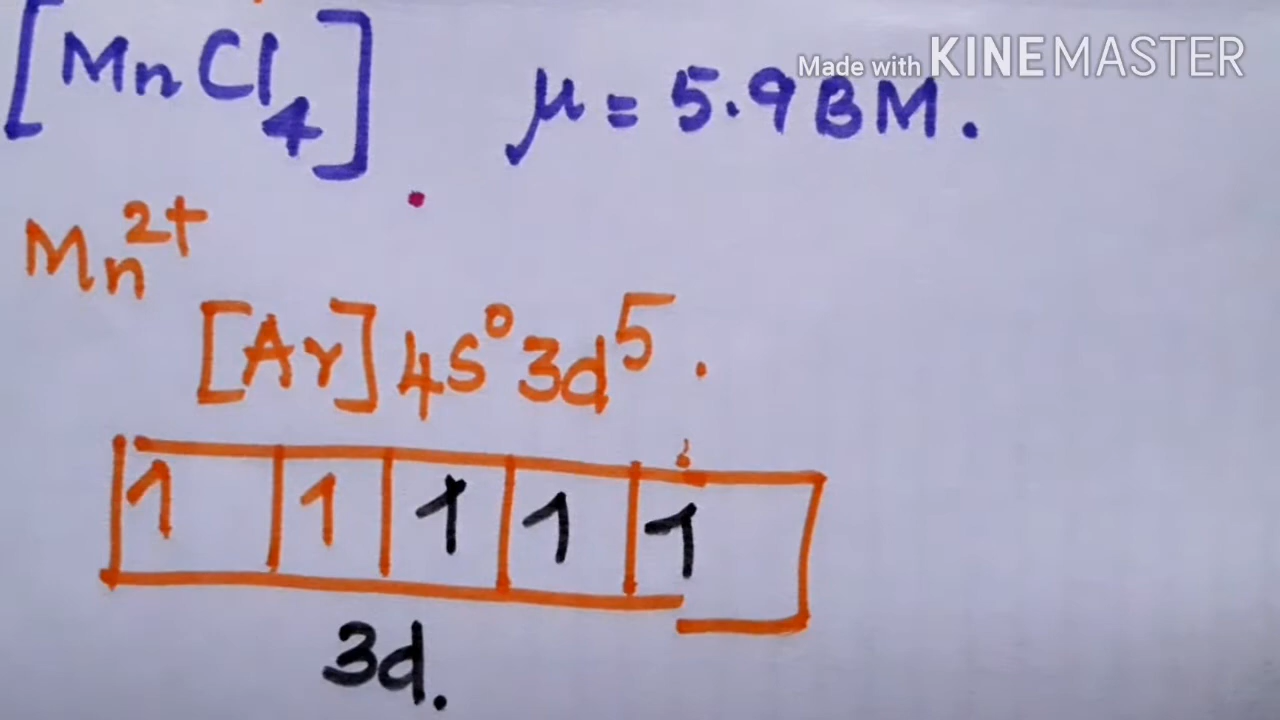 [MnCl₄] μ = 5.9 BM.
Made with KINEMASTER
Mn²⁺
[Ar] 4s⁰ 3d⁵.
1 1 1 1 1
3d.